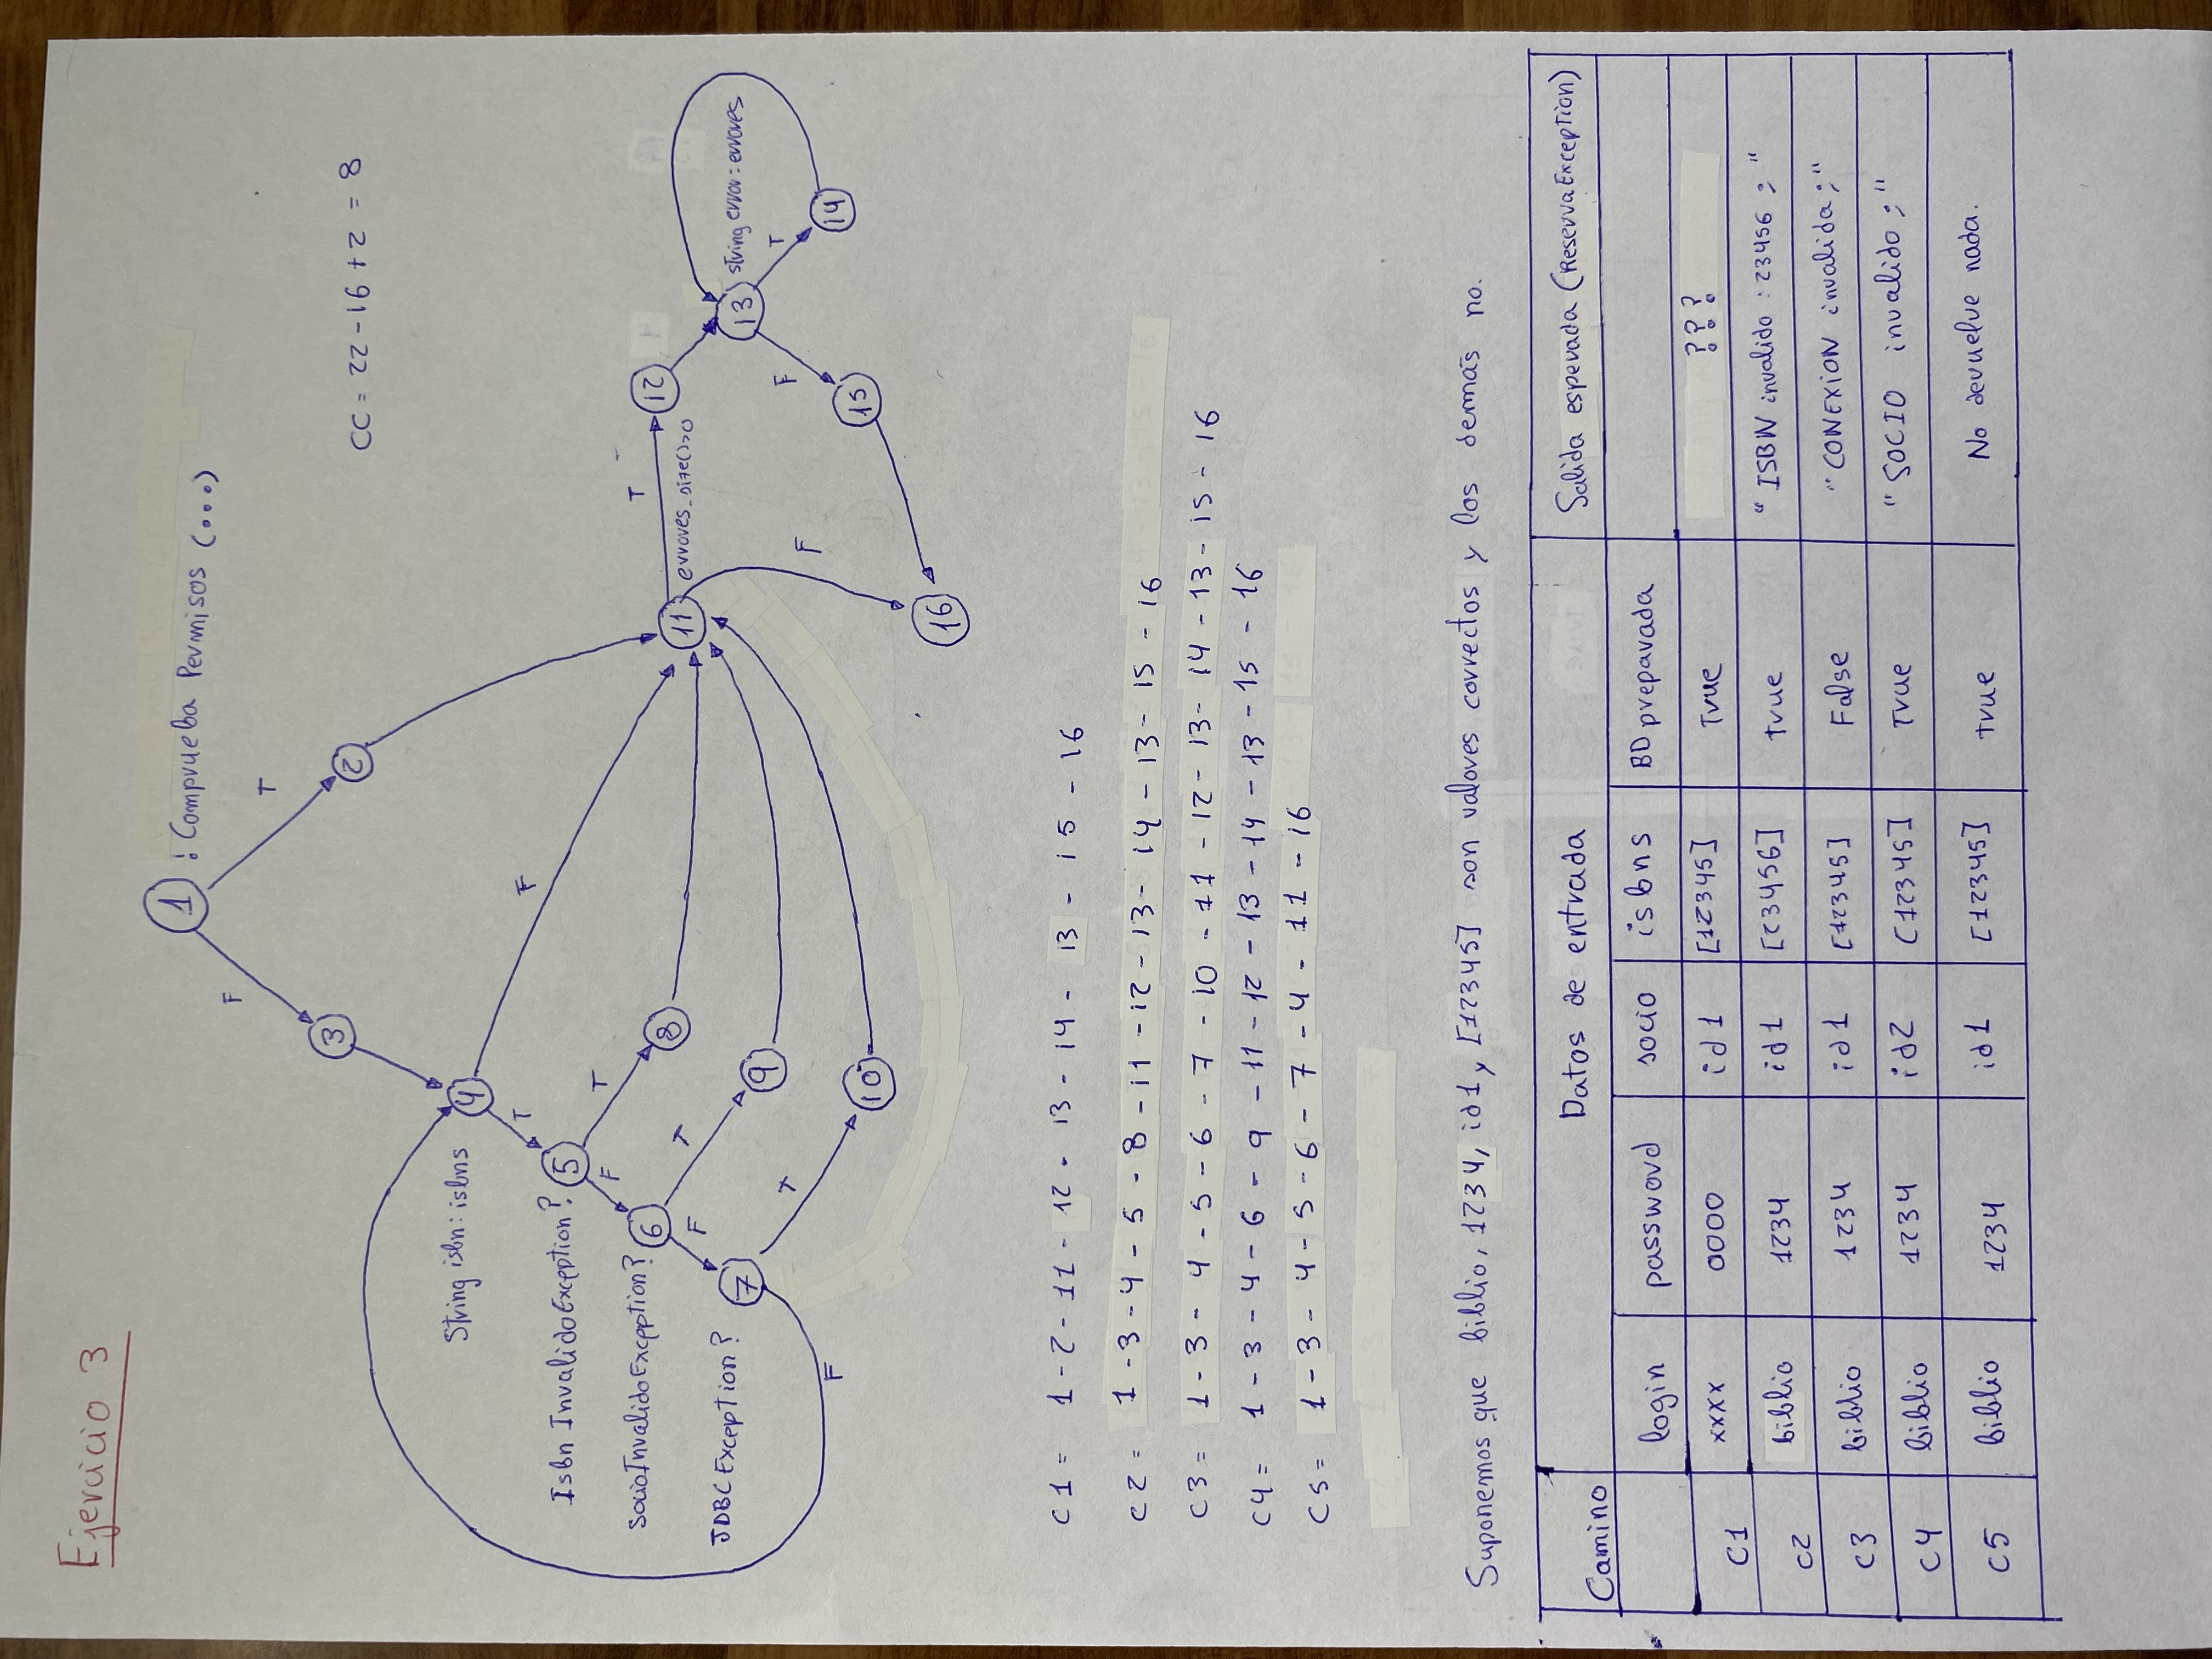 Ejercicio 3
1 ! Comprueba Permisos (...)
F T
3
2
CC = 22 - 16 + 2 = 8
String isbn: isbns 4
T F
Isbn InvalidoException? 5
F T
SocioInvalidoExcepption? 6
8
T 12
11 errores.size()>0
F T
JDBCException? 7
9
13 string error: errores
T F F T
F
10
15 14
16
C1 = 1 - 2 - 11 - 12 - 13 - 14 - 13 - 15 - 16
C2 = 1 - 3 - 4 - 5 - 8 - 11 - 12 - 13 - 14 - 13 - 15 - 16
C3 = 1 - 3 - 4 - 5 - 6 - 7 - 10 - 11 - 12 - 13 - 14 - 13 - 15 - 16
C4 = 1 - 3 - 4 - 6 - 9 - 11 - 12 - 13 - 14 - 13 - 15 - 16
C5 = 1 - 3 - 4 - 5 - 6 - 7 - 4 - 11 - 16
Suponemos que biblio, 1234, id1 y [12345] son valores correctos y los demás no.
Camino Datos de entrada Salida esperada (ReservaException)
login password socio isbns BD preparada
C1 xxxx 0000 id1 [12345] True ???
C2 biblio 1234 id1 [23456] true "ISBN invalido : 23456 ; "
C3 biblio 1234 id1 [12345] False "CONEXION invalida ; "
C4 biblio 1234 id2 [12345] True "SOCIO invalido ; "
C5 biblio 1234 id1 [12345] true No devuelve nada.